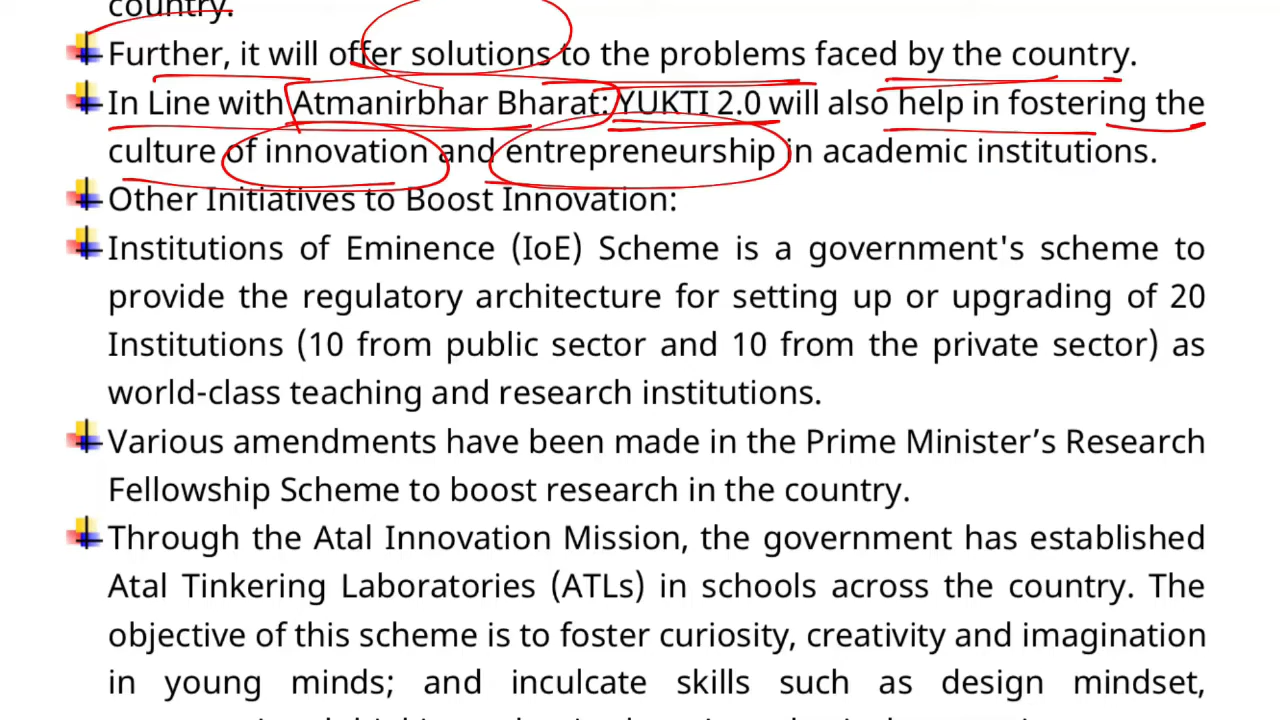 country.
Further, it will offer solutions to the problems faced by the country.
In Line with Atmanirbhar Bharat: YUKTI 2.0 will also help in fostering the
culture of innovation and entrepreneurship in academic institutions.
Other Initiatives to Boost Innovation:
Institutions of Eminence (IoE) Scheme is a government's scheme to
provide the regulatory architecture for setting up or upgrading of 20
Institutions (10 from public sector and 10 from the private sector) as
world-class teaching and research institutions.
Various amendments have been made in the Prime Minister’s Research
Fellowship Scheme to boost research in the country.
Through the Atal Innovation Mission, the government has established
Atal Tinkering Laboratories (ATLs) in schools across the country. The
objective of this scheme is to foster curiosity, creativity and imagination
in young minds; and inculcate skills such as design mindset,